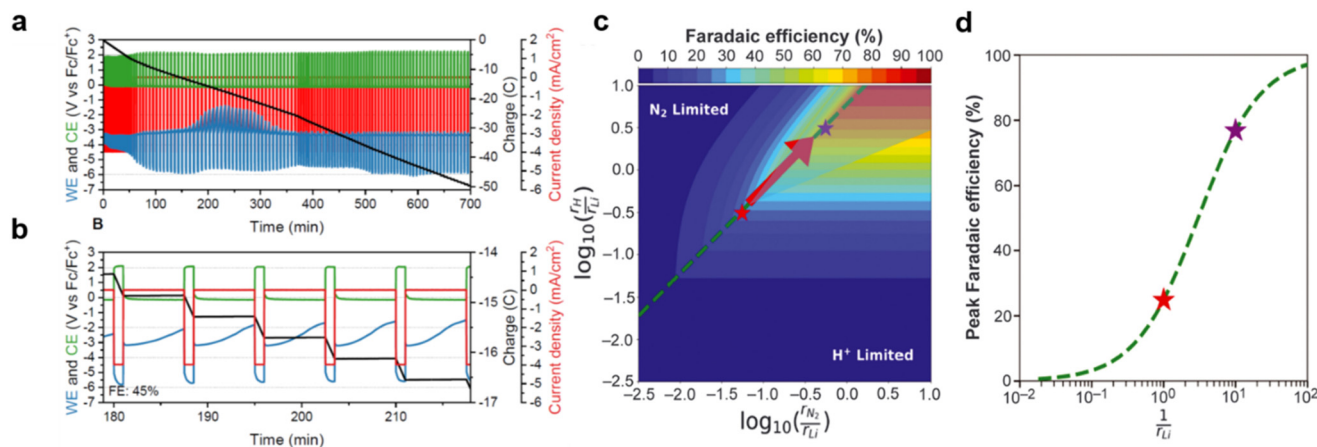 a
WE and CE (V vs Fc/Fc⁺)
3
2
1
0
-1
-2
-3
-4
-5
-6
-7
0
-10
-20
-30
-40
-50
Charge (C)
2
1
0
-1
-2
-3
-4
-5
-6
Current density (mA/cm²)
0 100 200 300 400 500 600 700
Time (min)
b
B
WE and CE (V vs Fc/Fc⁺)
3
2
1
0
-1
-2
-3
-4
-5
-6
-7
FE: 45%
-14
-15
-16
-17
Charge (C)
2
1
0
-1
-2
-3
-4
-5
-6
Current density (mA/cm²)
180 190 200 210
Time (min)
c
Faradaic efficiency (%)
0 10 20 30 40 50 60 70 80 90 100
N₂ Limited
H⁺ Limited
log₁₀(r_H/r_Li)
1.0
0.5
0.0
−0.5
−1.0
−1.5
−2.0
−2.5
−2.5 −2.0 −1.5 −1.0 −0.5 0.0 0.5 1.0
log₁₀(r_N₂/r_Li)
d
Peak Faradaic efficiency (%)
100
80
60
40
20
0
10⁻² 10⁻¹ 10⁰ 10¹ 10²
1/r_Li